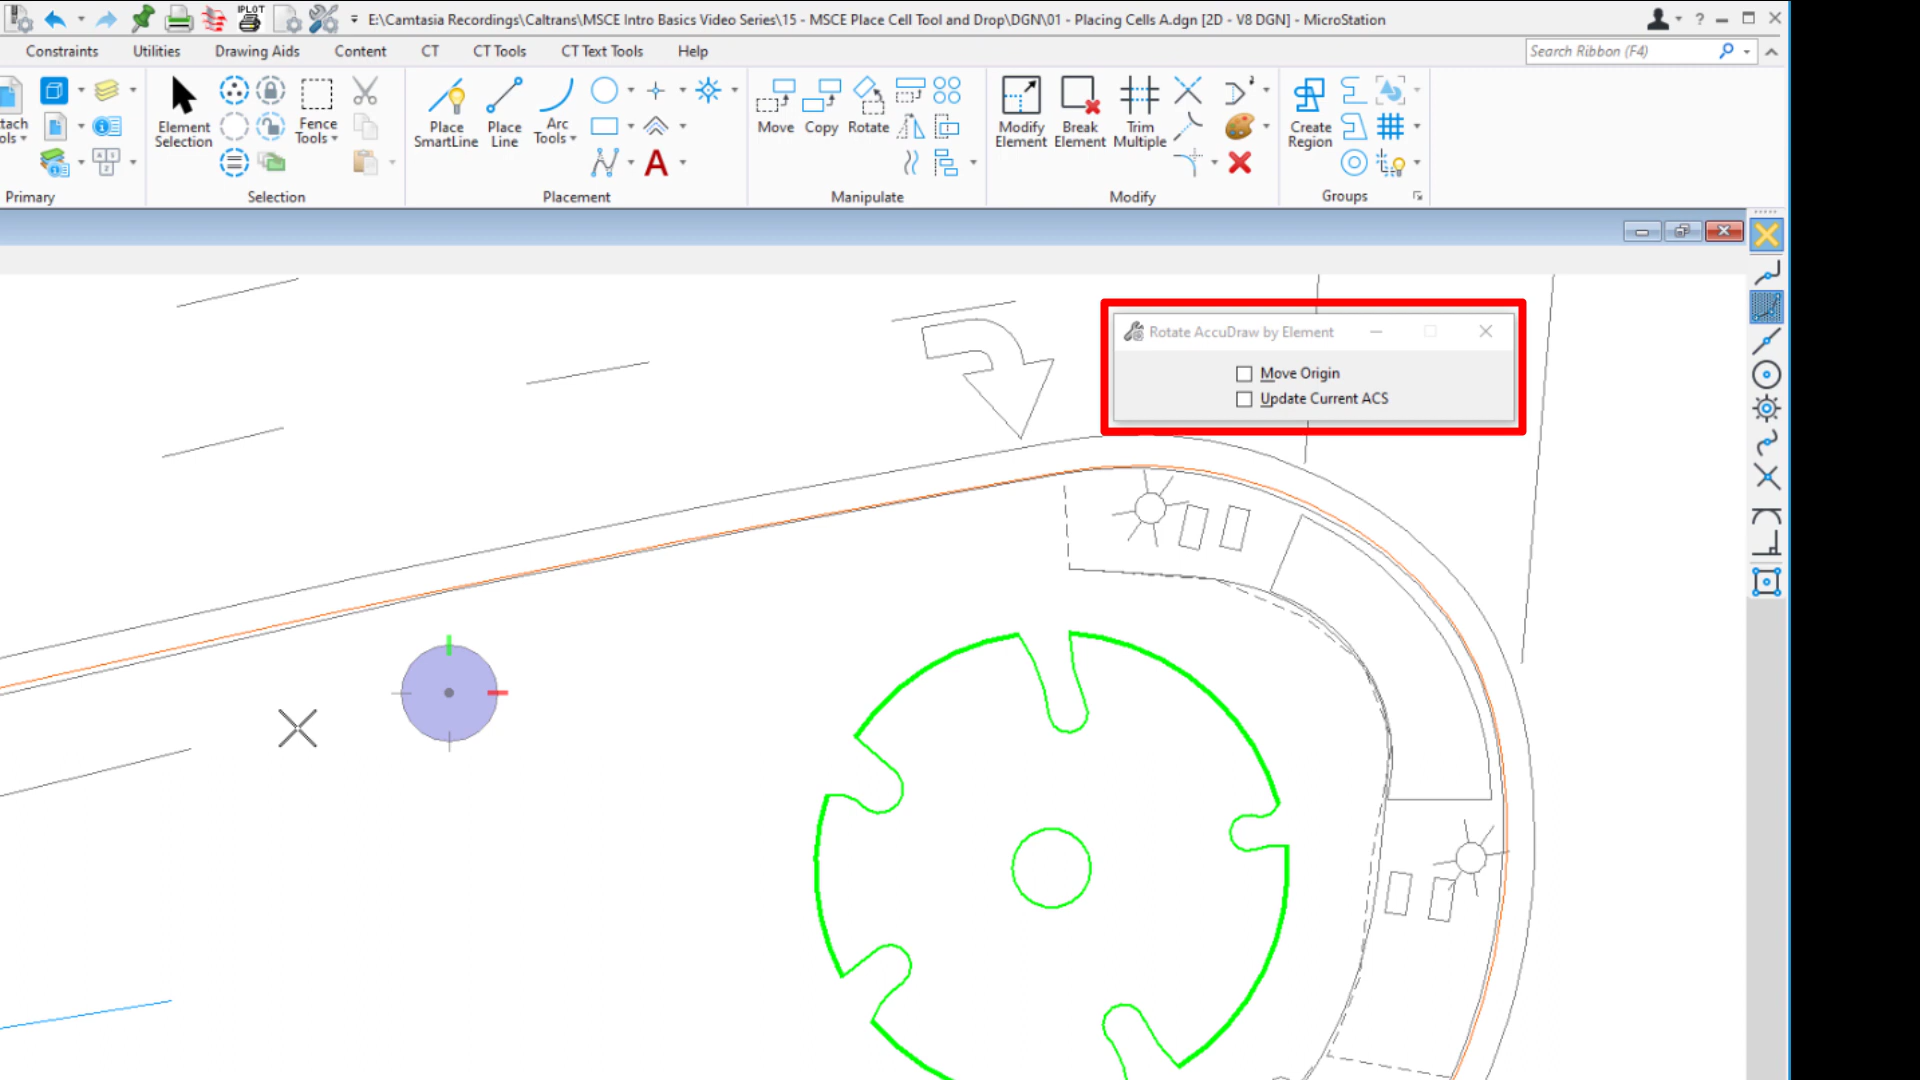 IPLOT
E:\Camtasia Recordings\Caltrans\MSCE Intro Basics Video Series\15 - MSCE Place Cell Tool and Drop\DGN\01 - Placing Cells A.dgn [2D - V8 DGN] - MicroStation
Constraints Utilities Drawing Aids Content CT CT Tools CT Text Tools Help
Search Ribbon (F4)
tach
ols
Element
Selection
Fence
Tools
Place
SmartLine
Place
Line
Arc
Tools
Move
Copy
Rotate
Modify
Element
Break
Element
Trim
Multiple
Create
Region
Primary Selection Placement Manipulate Modify Groups
Rotate AccuDraw by Element
Move Origin
Update Current ACS